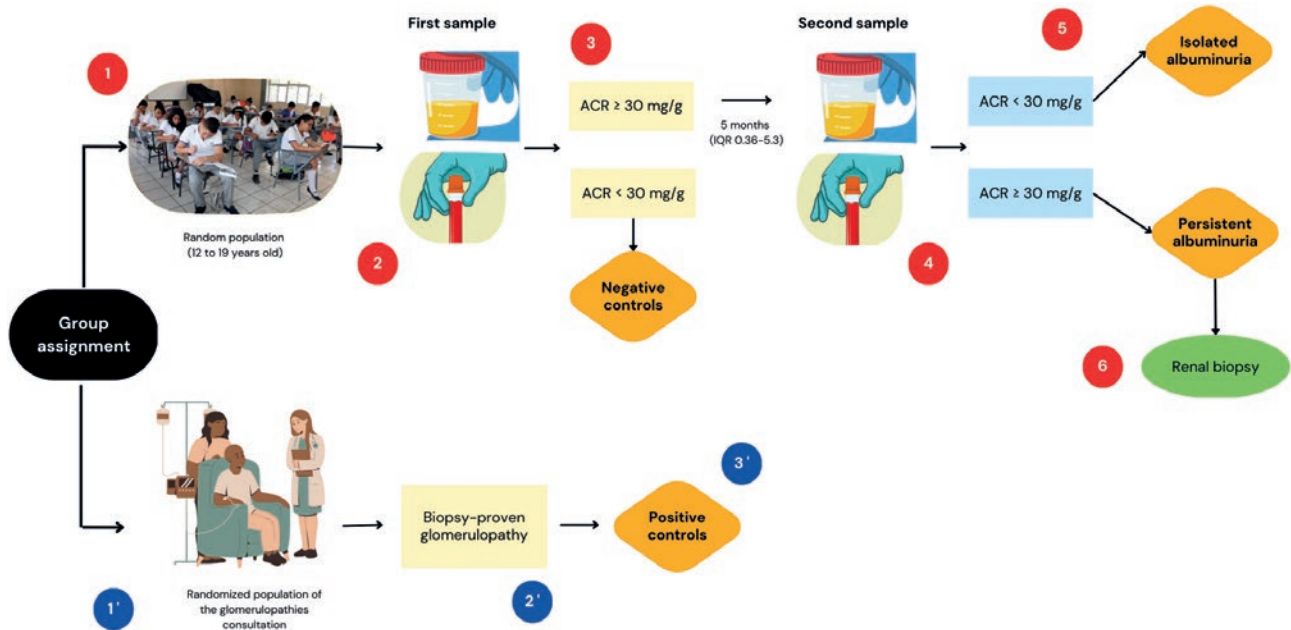 First sample
Second sample
1
3
5
Isolated
albuminuria
ACR ≥ 30 mg/g
5 months
(IQR 0.36–5.3)
ACR < 30 mg/g
ACR < 30 mg/g
ACR ≥ 30 mg/g
Random population
(12 to 19 years old)
2
4
Persistent
albuminuria
Negative
controls
Group
assignment
6
Renal biopsy
3'
Biopsy-proven
glomerulopathy
Positive
controls
1'
Randomized population of
the glomerulopathies
consultation
2'